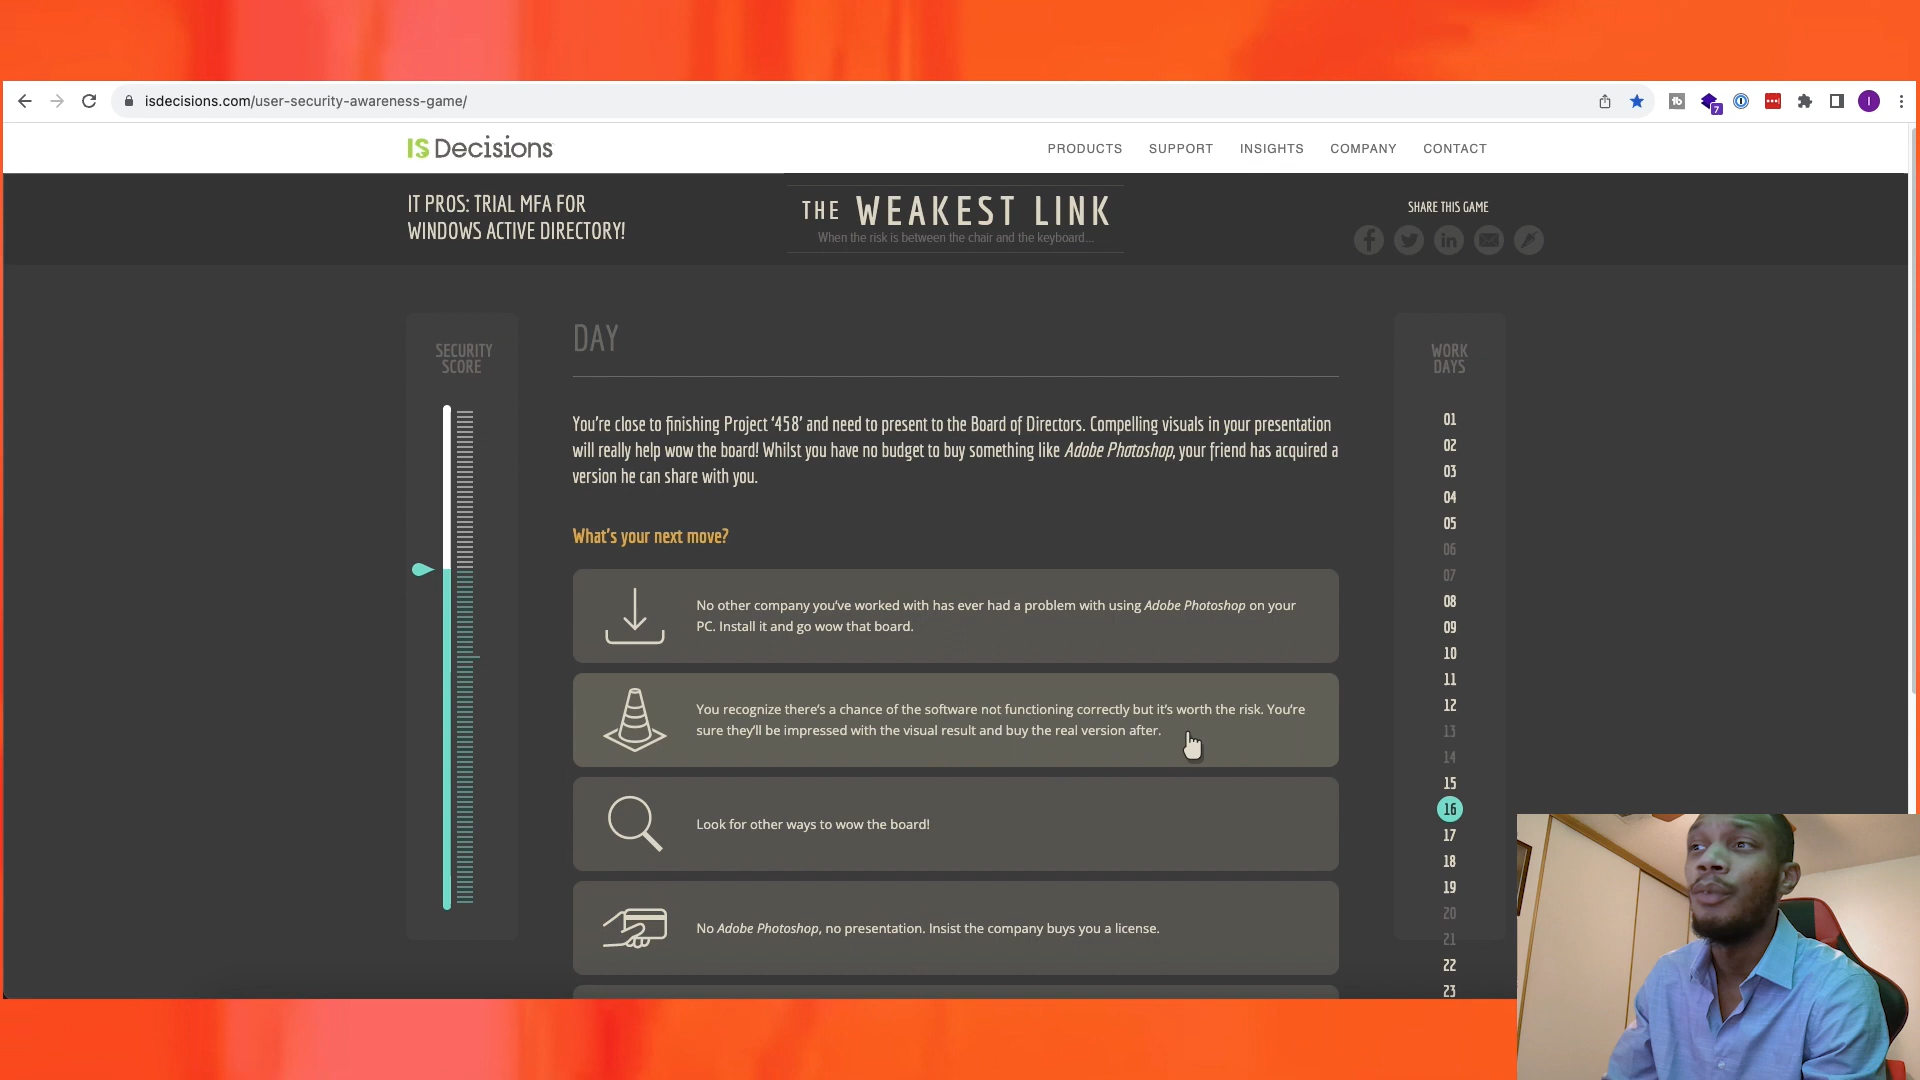 isdecisions.com/user-security-awareness-game/
7
I
IS Decisions
PRODUCTS SUPPORT INSIGHTS COMPANY CONTACT
IT PROS: TRIAL MFA FOR
WINDOWS ACTIVE DIRECTORY!
THE WEAKEST LINK
When the risk is between the chair and the keyboard...
SHARE THIS GAME
SECURITY
SCORE
DAY
You're close to finishing Project '458' and need to present to the Board of Directors. Compelling visuals in your presentation
will really help wow the board! Whilst you have no budget to buy something like Adobe Photoshop, your friend has acquired a
version he can share with you.
What's your next move?
No other company you've worked with has ever had a problem with using Adobe Photoshop on your
PC. Install it and go wow that board.
You recognize there's a chance of the software not functioning correctly but it's worth the risk. You're
sure they'll be impressed with the visual result and buy the real version after.
Look for other ways to wow the board!
No Adobe Photoshop, no presentation. Insist the company buys you a license.
WORK
DAYS
01
02
03
04
05
06
07
08
09
10
11
12
13
14
15
16
17
18
19
20
21
22
23